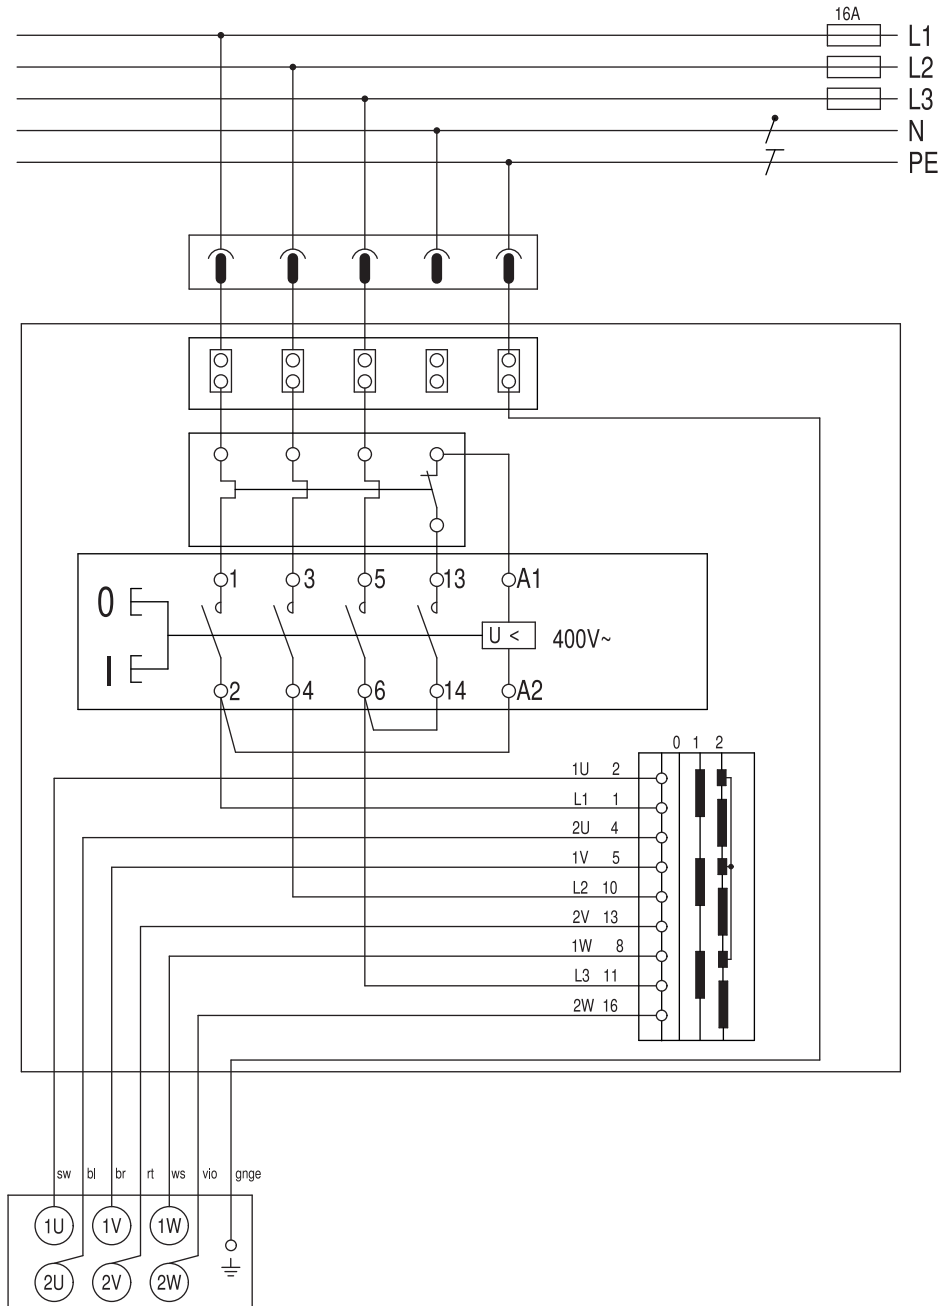 16A
L1
L2
L3
N
PE
1 3 5 13 A1
0
U < 400V~
I
2 4 6 14 A2
0 1 2
1U 2
L1 1
2U 4
1V 5
L2 10
2V 13
1W 8
L3 11
2W 16
sw bl br rt ws vio gnge
1U 1V 1W
2U 2V 2W